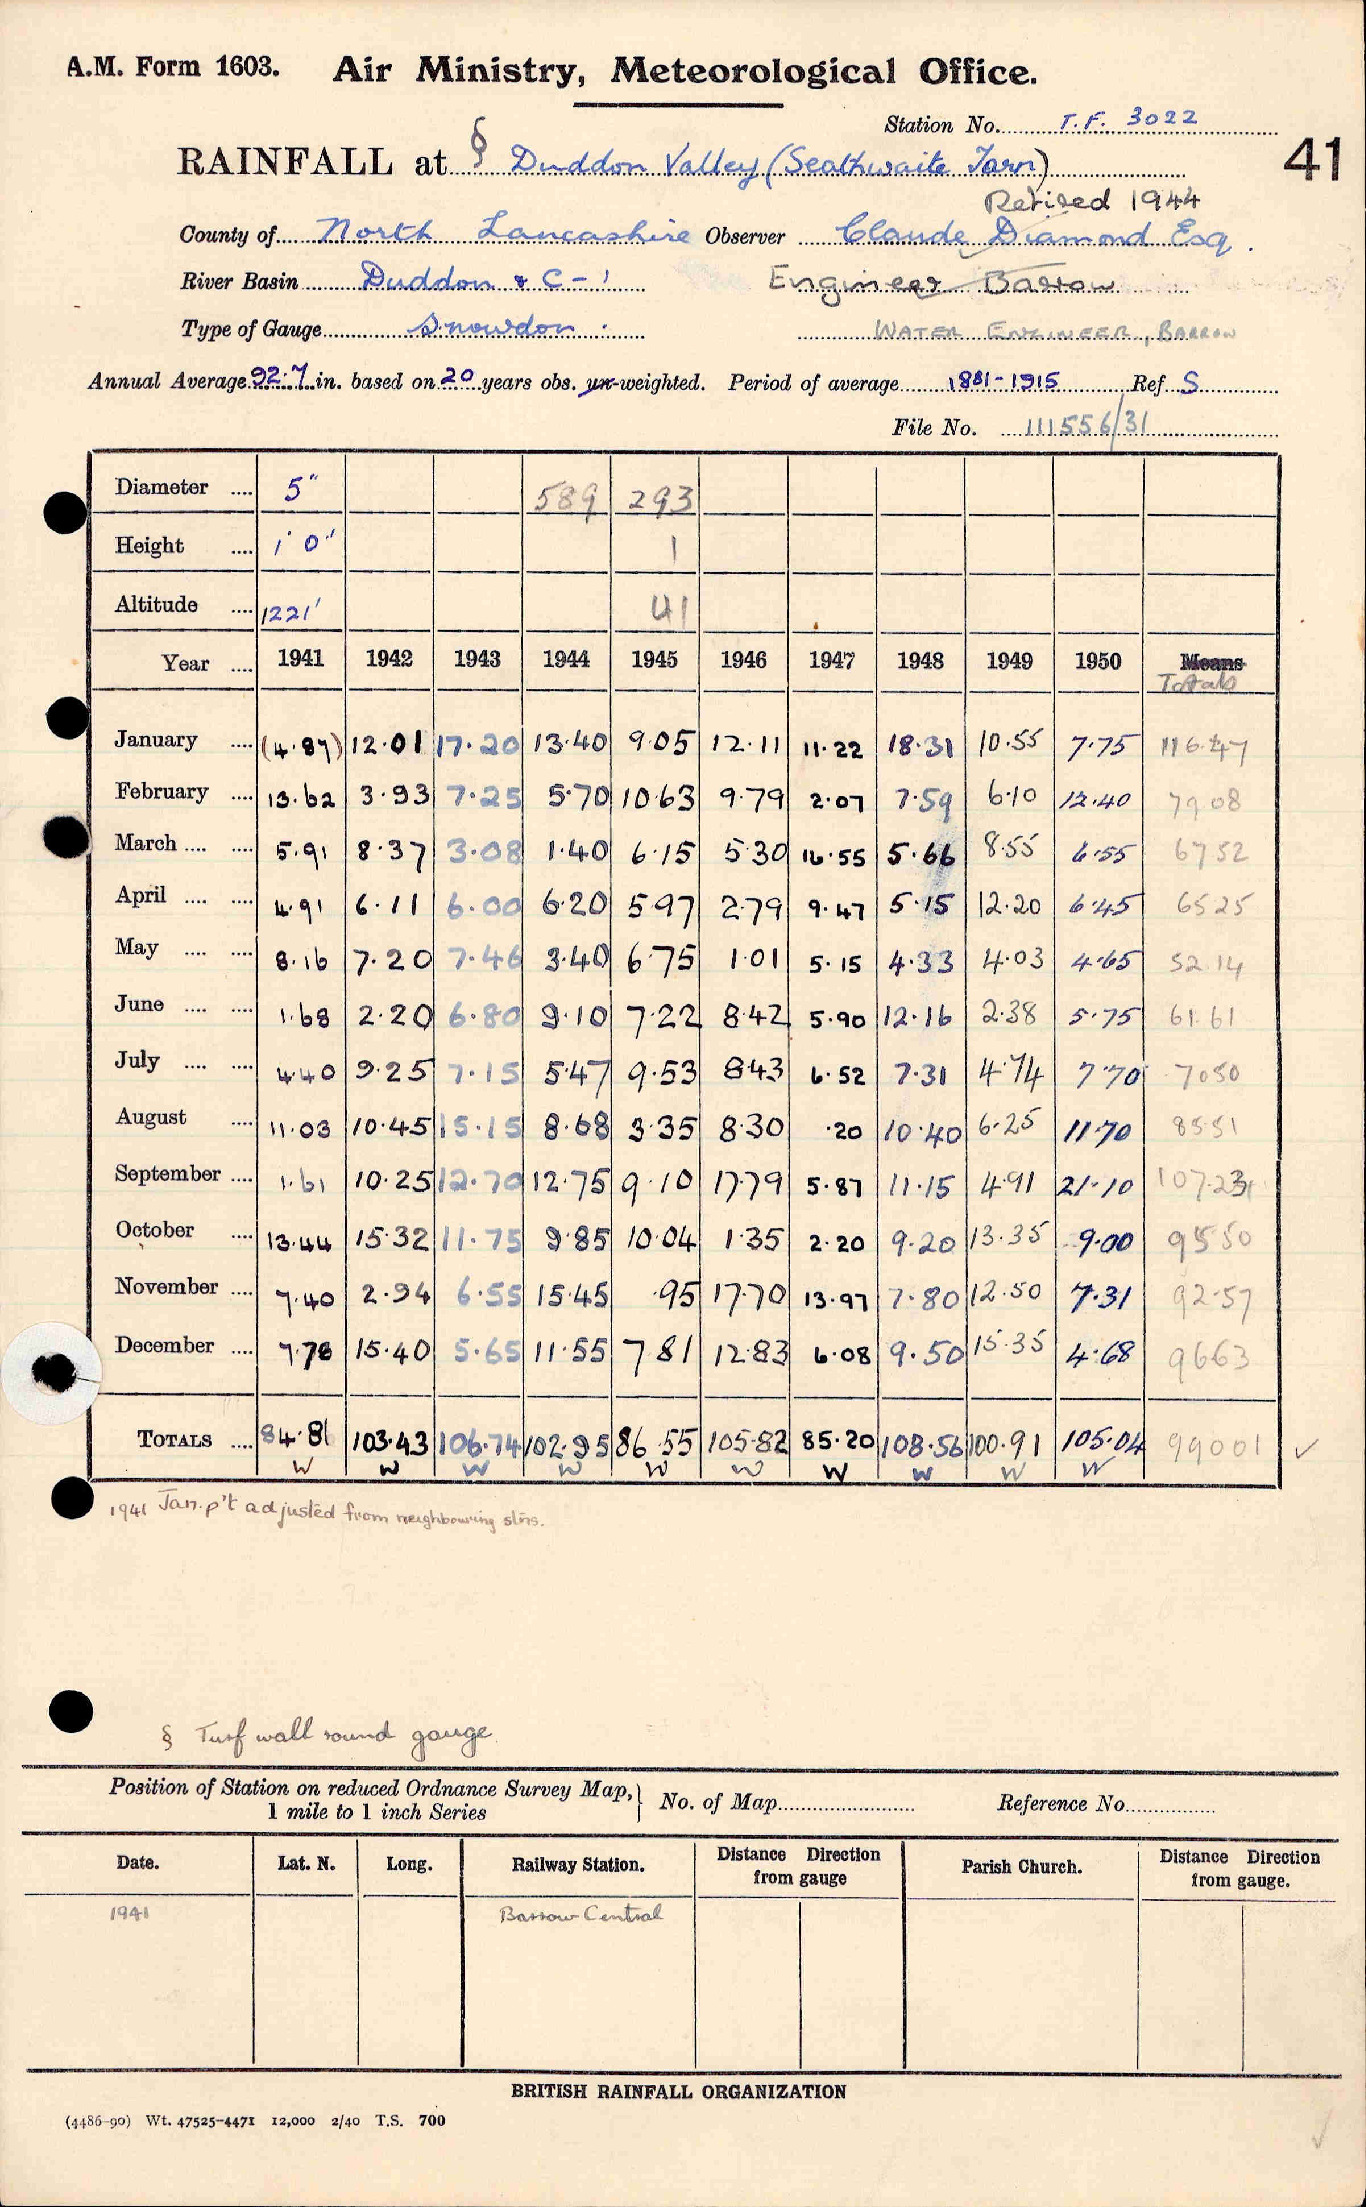 A.M. Form 1603. Air Ministry, Meteorological Office.
Station No. T.F. 3022
41
RAINFALL at § Duddon Valley (Seathwaite Tarn)
Retired 1944
County of North Lancashire Observer Claude Diamond Esq.
River Basin Duddon & C-1 Engineer Barrow
Type of Gauge Snowdon. WATER ENGINEER, BARROW
Annual Average 92.7 in. based on 20 years obs. un-weighted. Period of average 1881-1915 Ref S
File No. 111556/31
Diameter .... 5" 589 293
Height .... 1' 0" 1
Altitude .... 1221' 41
Year .... 1941 1942 1943 1944 1945 1946 1947 1948 1949 1950 Means
Totals
January .... (4.87) 12.01 17.20 13.40 9.05 12.11 11.22 18.31 10.55 7.75 116.47
February .... 13.62 3.93 7.25 5.70 10.63 9.79 2.07 7.59 6.10 12.40 79.08
March .... .... 5.91 8.37 3.08 1.40 6.15 5.30 16.55 5.66 8.55 6.55 67 52
April .... .... 4.91 6.11 6.00 6.20 5.97 2.79 9.47 5.15 12.20 6.45 65 25
May .... .... 8.16 7.20 7.46 3.40 6.75 1.01 5.15 4.33 4.03 4.65 52.14
June .... .... 1.68 2.20 6.80 9.10 7.22 8.42 5.90 12.16 2.38 5.75 61.61
July .... .... 4.40 9.25 7.15 5.47 9.53 8.43 6.52 7.31 4.74 7.70 70 50
August .... 11.03 10.45 15.15 8.68 3.35 8.30 .20 10.40 6.25 11.70 85 51
September .... 1.61 10.25 12.70 12.75 9.10 17.79 5.87 11.15 4.91 21.10 107.23
October .... 13.44 15.32 11.75 9.85 10.04 1.35 2.20 9.20 13.35 9.00 95 50
November .... 7.40 2.94 6.55 15.45 .95 17.70 13.97 7.80 12.50 7.31 92.57
December .... 7.78 15.40 5.65 11.55 7 81 12.83 6.08 9.50 15.35 4.68 96 63
TOTALS .... 84.81 103.43 106.74 102.95 86.55 105.82 85.20 108.56 100.91 105.04 990 01 ✓
W W W W W W W W W W
1941 Jan. p't adjusted from neighbouring stns.
§ Turf wall round gauge
Position of Station on reduced Ordnance Survey Map, } No. of Map Reference No.
1 mile to 1 inch Series
Date. Lat. N. Long. Railway Station. Distance Direction from gauge Parish Church. Distance Direction from gauge.
1941 Barrow Central
BRITISH RAINFALL ORGANIZATION
(4486-90) Wt. 47525-4471 12,000 2/40 T.S. 700